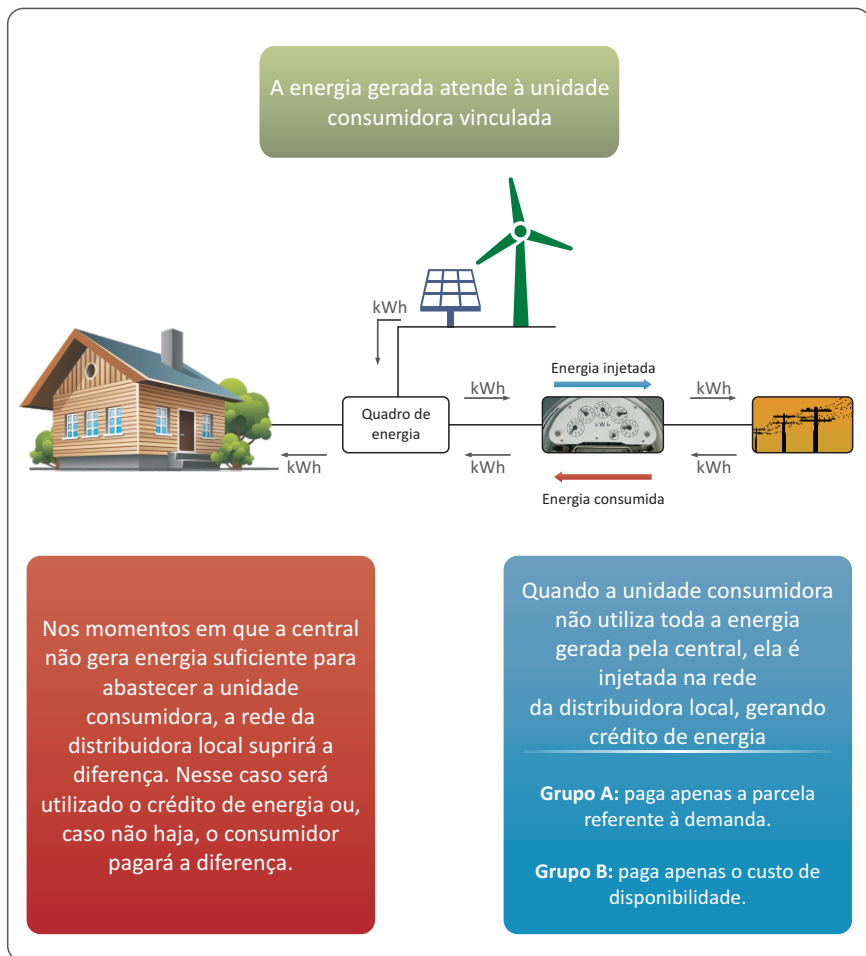 A energia gerada atende à unidade
consumidora vinculada
kWh
Energia injetada
kWh
kWh
Quadro de
energia
kWh
kWh
kWh
kWh
Energia consumida
Nos momentos em que a central
não gera energia suficiente para
abastecer a unidade
consumidora, a rede da
distribuidora local suprirá a
diferença. Nesse caso será
utilizado o crédito de energia ou,
caso não haja, o consumidor
pagará a diferença.
Quando a unidade consumidora
não utiliza toda a energia
gerada pela central, ela é
injetada na rede
da distribuidora local, gerando
crédito de energia
Grupo A: paga apenas a parcela
referente à demanda.
Grupo B: paga apenas o custo de
disponibilidade.